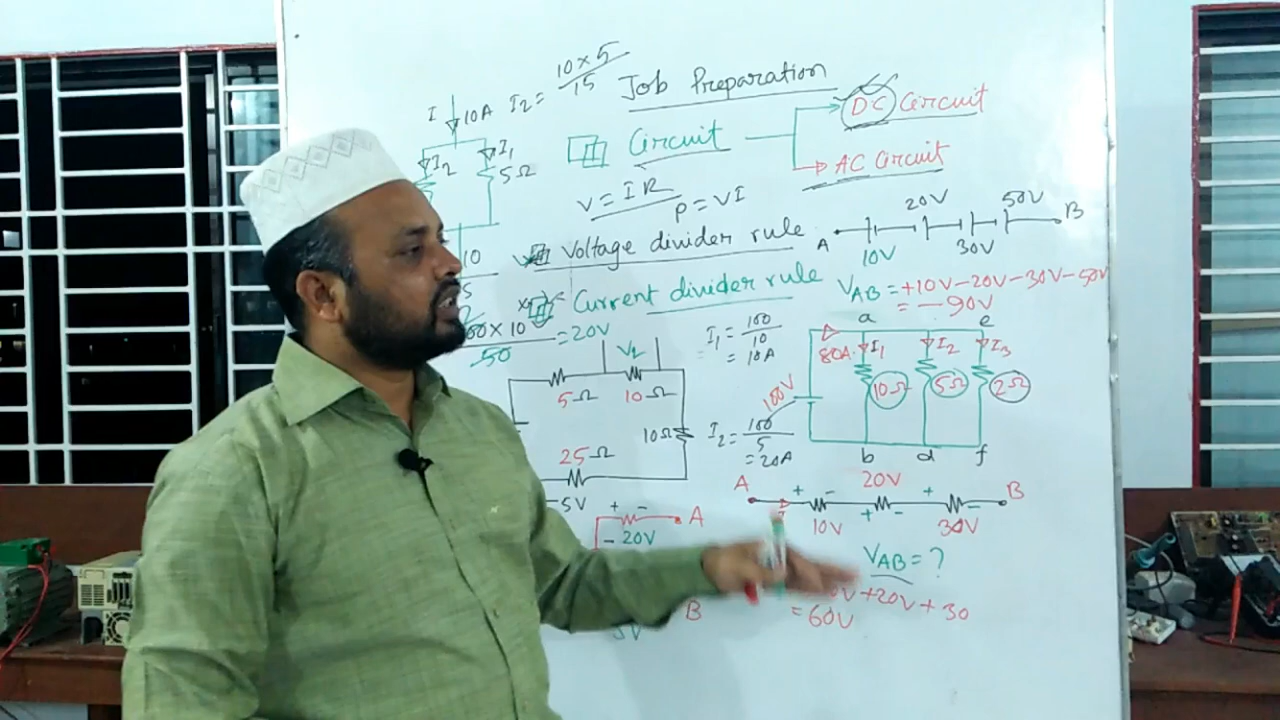 Job Preparation
I 10A I2 = 10 × 5
15
I2 I1
5Ω
Circuit
DC Circuit
AC Circuit
V = IR
P = VI
Voltage divider rule
Current divider rule
10
× 10 = 20V
50
V2
5Ω 10Ω
10Ω
25Ω
5V
+ - A
- 20V
B
A 10V 20V 30V 50V B
VAB = +10V-20V-30V-50V
= -90V
I1 = 100
10
= 10A
I2 = 100
5
= 20A
a e
80A I1 I2 I3
10Ω 5Ω 2Ω
100V
b d f
20V
A + - + - + B
10V 30V
VAB = ?
+20V + 30
= 60V